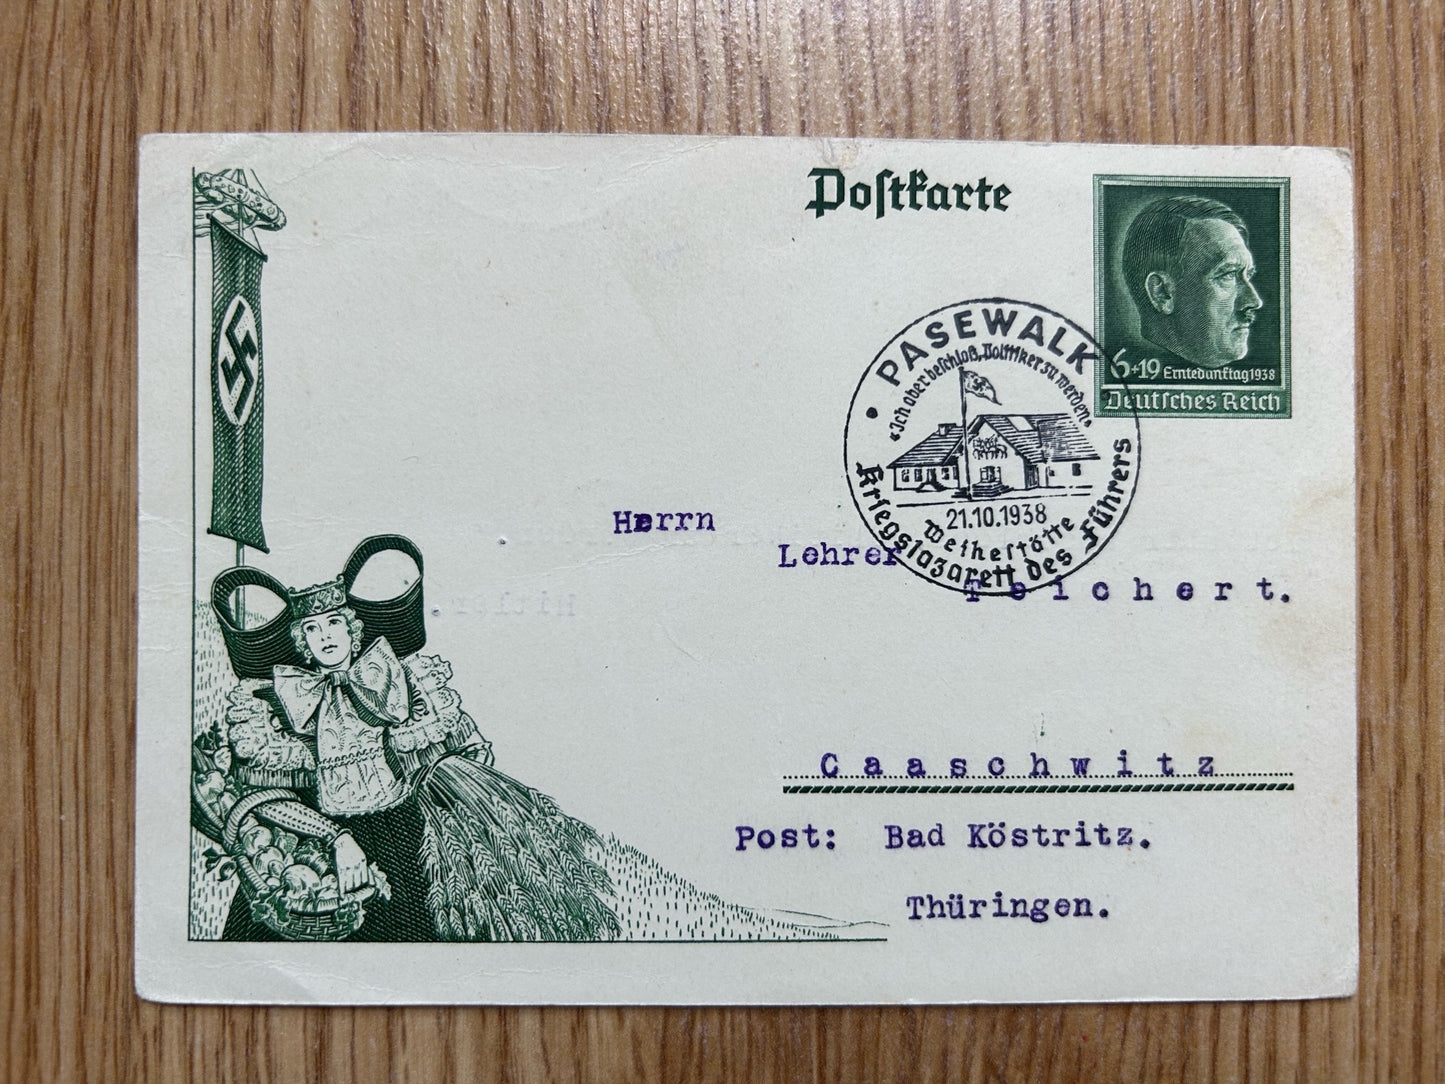 Postkarte
6+19 Erntedanktag 1938
Deutsches Reich
PASEWALK
«Ich aber beschloß, Politiker zu werden»
21.10.1938
Weihestätte
Kriegslazarett des Führers
Herrn
Lehrer
Teichert.
Caaschwitz
Post: Bad Köstritz.
Thüringen.